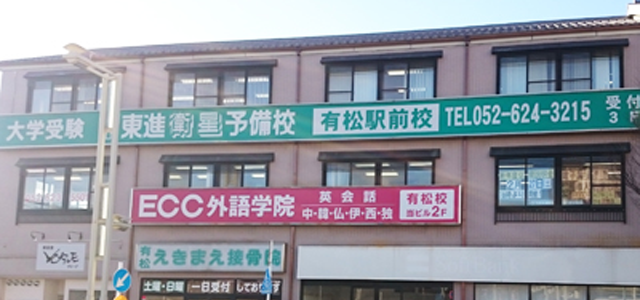 大学受験 東進衛星予備校 有松駅前校 TEL052-624-3215 受付
3F
ECC外語学院 英会話 有松校
中・韓・仏・伊・西・独 当ビル2F
有松 えきまえ接骨院
土曜・日曜 一日受付 しており